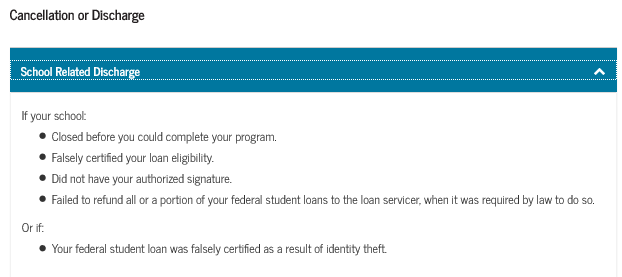 Cancellation or Discharge
School Related Discharge
If your school:
● Closed before you could complete your program.
● Falsely certified your loan eligibility.
● Did not have your authorized signature.
● Failed to refund all or a portion of your federal student loans to the loan servicer, when it was required by law to do so.
Or if:
● Your federal student loan was falsely certified as a result of identity theft.